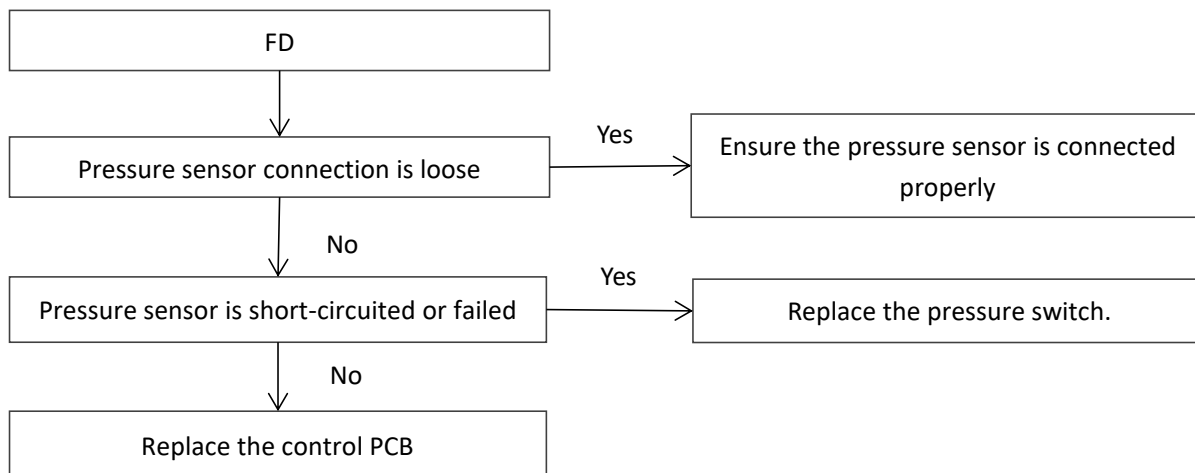 FD
Pressure sensor connection is loose
Yes
Ensure the pressure sensor is connected
properly
No
Pressure sensor is short-circuited or failed
Yes
Replace the pressure switch.
No
Replace the control PCB